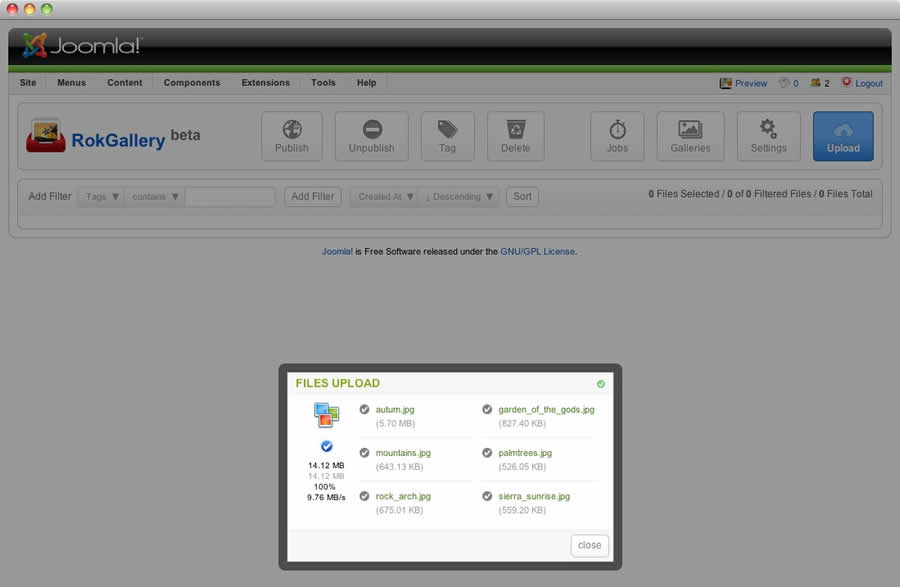 Joomla!
Site Menus Content Components Extensions Tools Help Preview 0 2 Logout
RokGallery beta Publish Unpublish Tag Delete Jobs Galleries Settings Upload
Add Filter Tags ▼ contains ▼ Add Filter Created At ▼ ↓ Descending ▼ Sort 0 Files Selected / 0 of 0 Filtered Files / 0 Files Total
Joomla! is Free Software released under the GNU/GPL License.
FILES UPLOAD
14.12 MB
14.12 MB
100%
9.76 MB/s
autum.jpg garden_of_the_gods.jpg
(5.70 MB) (827.40 KB)
mountains.jpg palmtrees.jpg
(643.13 KB) (526.05 KB)
rock_arch.jpg sierra_sunrise.jpg
(675.01 KB) (559.20 KB)
close